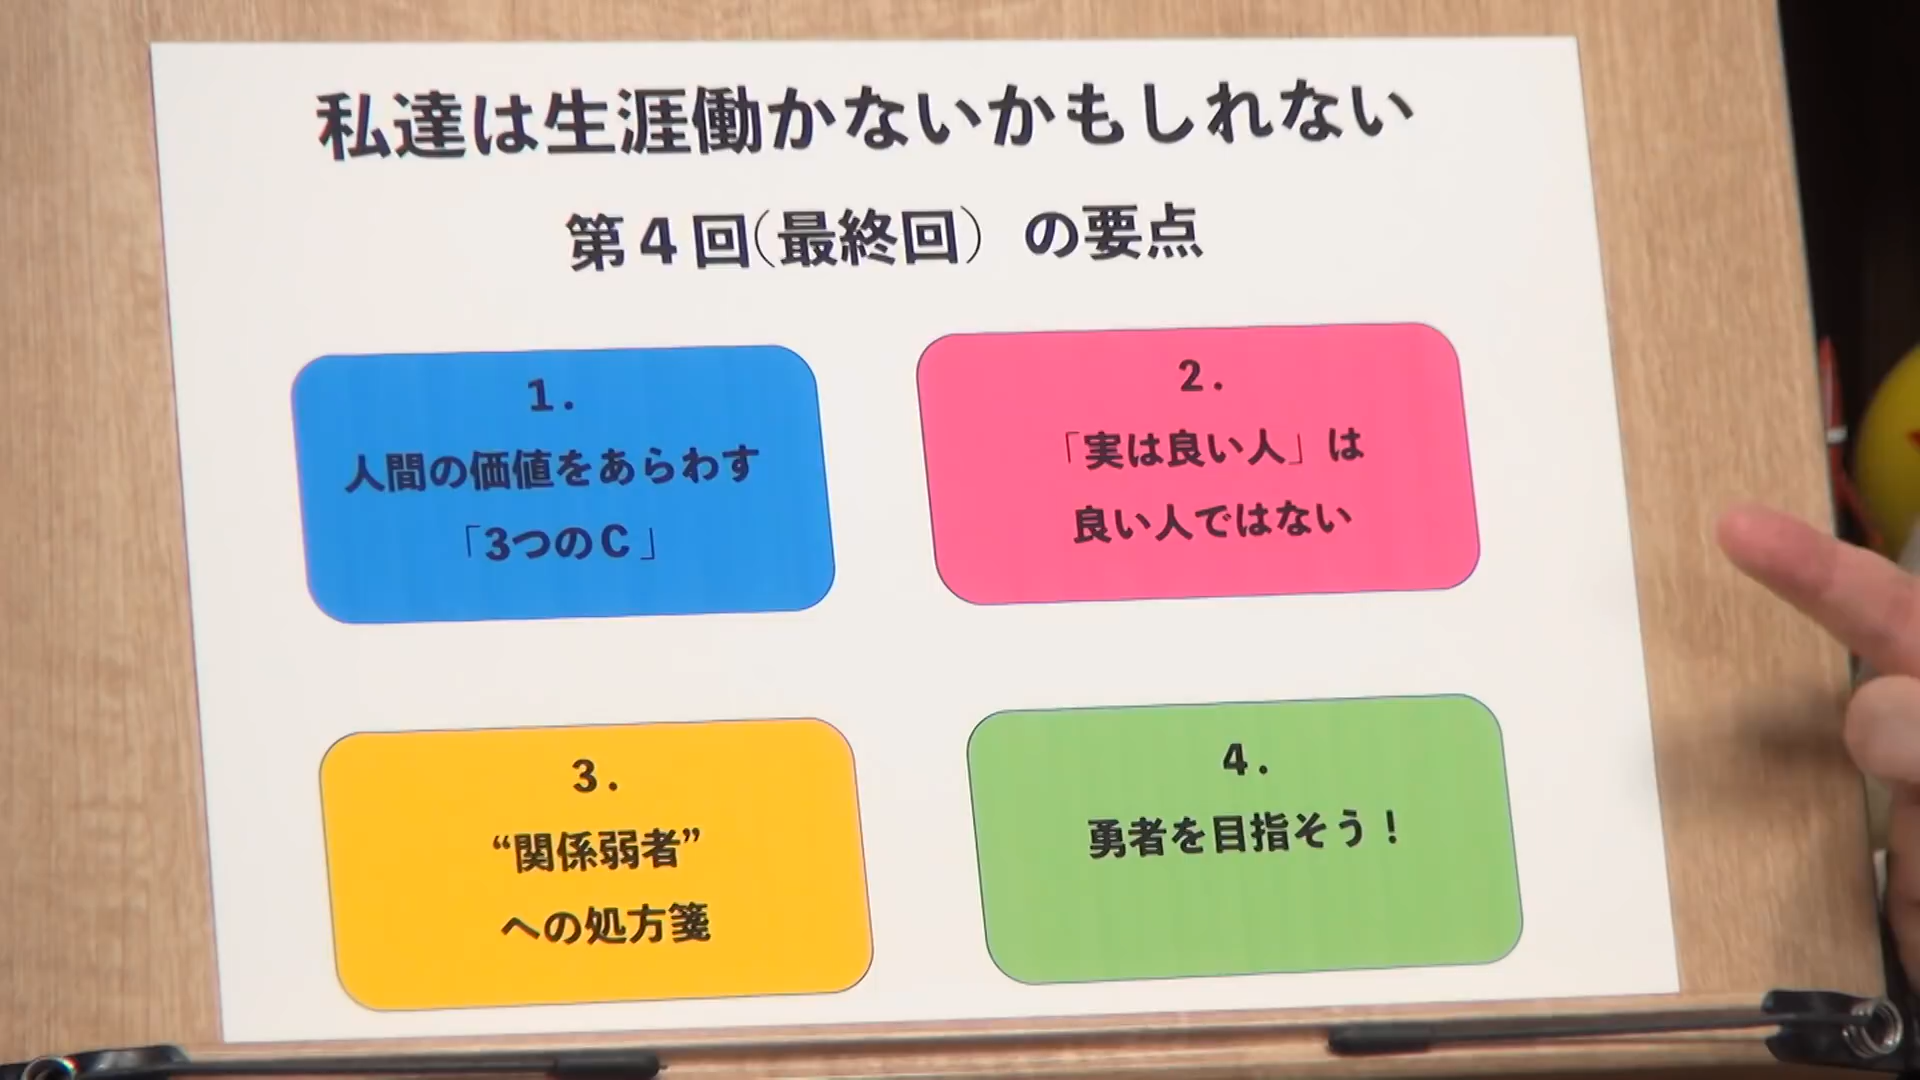 私達は生涯働かないかもしれない
第4回(最終回) の要点
1.
人間の価値をあらわす
「3つのC」
2.
「実は良い人」は
良い人ではない
3.
“関係弱者”
への処方箋
4.
勇者を目指そう！